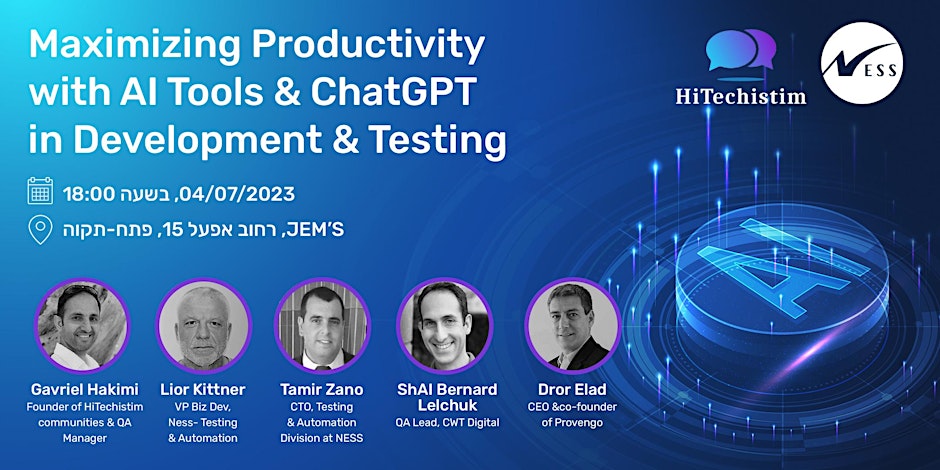 Maximizing Productivity
with AI Tools & ChatGPT
in Development & Testing
HiTechistim
NESS
04/07/2023, בשעה 18:00
JEM'S, רחוב אפעל 15, פתח-תקוה
AI
Gavriel Hakimi
Founder of HiTechistim
communities & QA
Manager
Lior Kittner
VP Biz Dev,
Ness- Testing
& Automation
Tamir Zano
CTO, Testing
& Automation
Division at NESS
ShAI Bernard
Lelchuk
QA Lead, CWT Digital
Dror Elad
CEO &co-founder
of Provengo